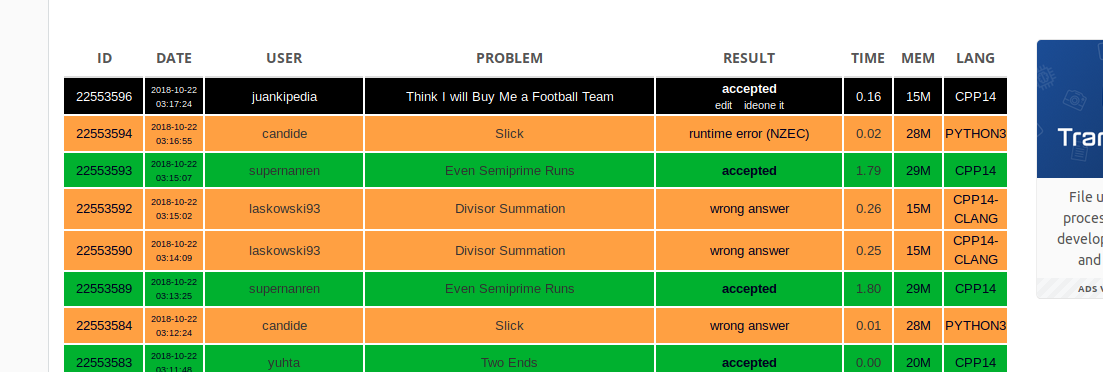 ID DATE USER PROBLEM RESULT TIME MEM LANG
22553596 2018-10-22 03:17:24 juankipedia Think I will Buy Me a Football Team accepted edit ideone it 0.16 15M CPP14
22553594 2018-10-22 03:16:55 candide Slick runtime error (NZEC) 0.02 28M PYTHON3
22553593 2018-10-22 03:15:07 supernanren Even Semiprime Runs accepted 1.79 29M CPP14
22553592 2018-10-22 03:15:02 laskowski93 Divisor Summation wrong answer 0.26 15M CPP14-CLANG
22553590 2018-10-22 03:14:09 laskowski93 Divisor Summation wrong answer 0.25 15M CPP14-CLANG
22553589 2018-10-22 03:13:25 supernanren Even Semiprime Runs accepted 1.80 29M CPP14
22553584 2018-10-22 03:12:24 candide Slick wrong answer 0.01 28M PYTHON3
22553583 2018-10-22 03:11:48 yuhta Two Ends accepted 0.00 20M CPP14
Tran
File u
proces
develop
and
ADS V